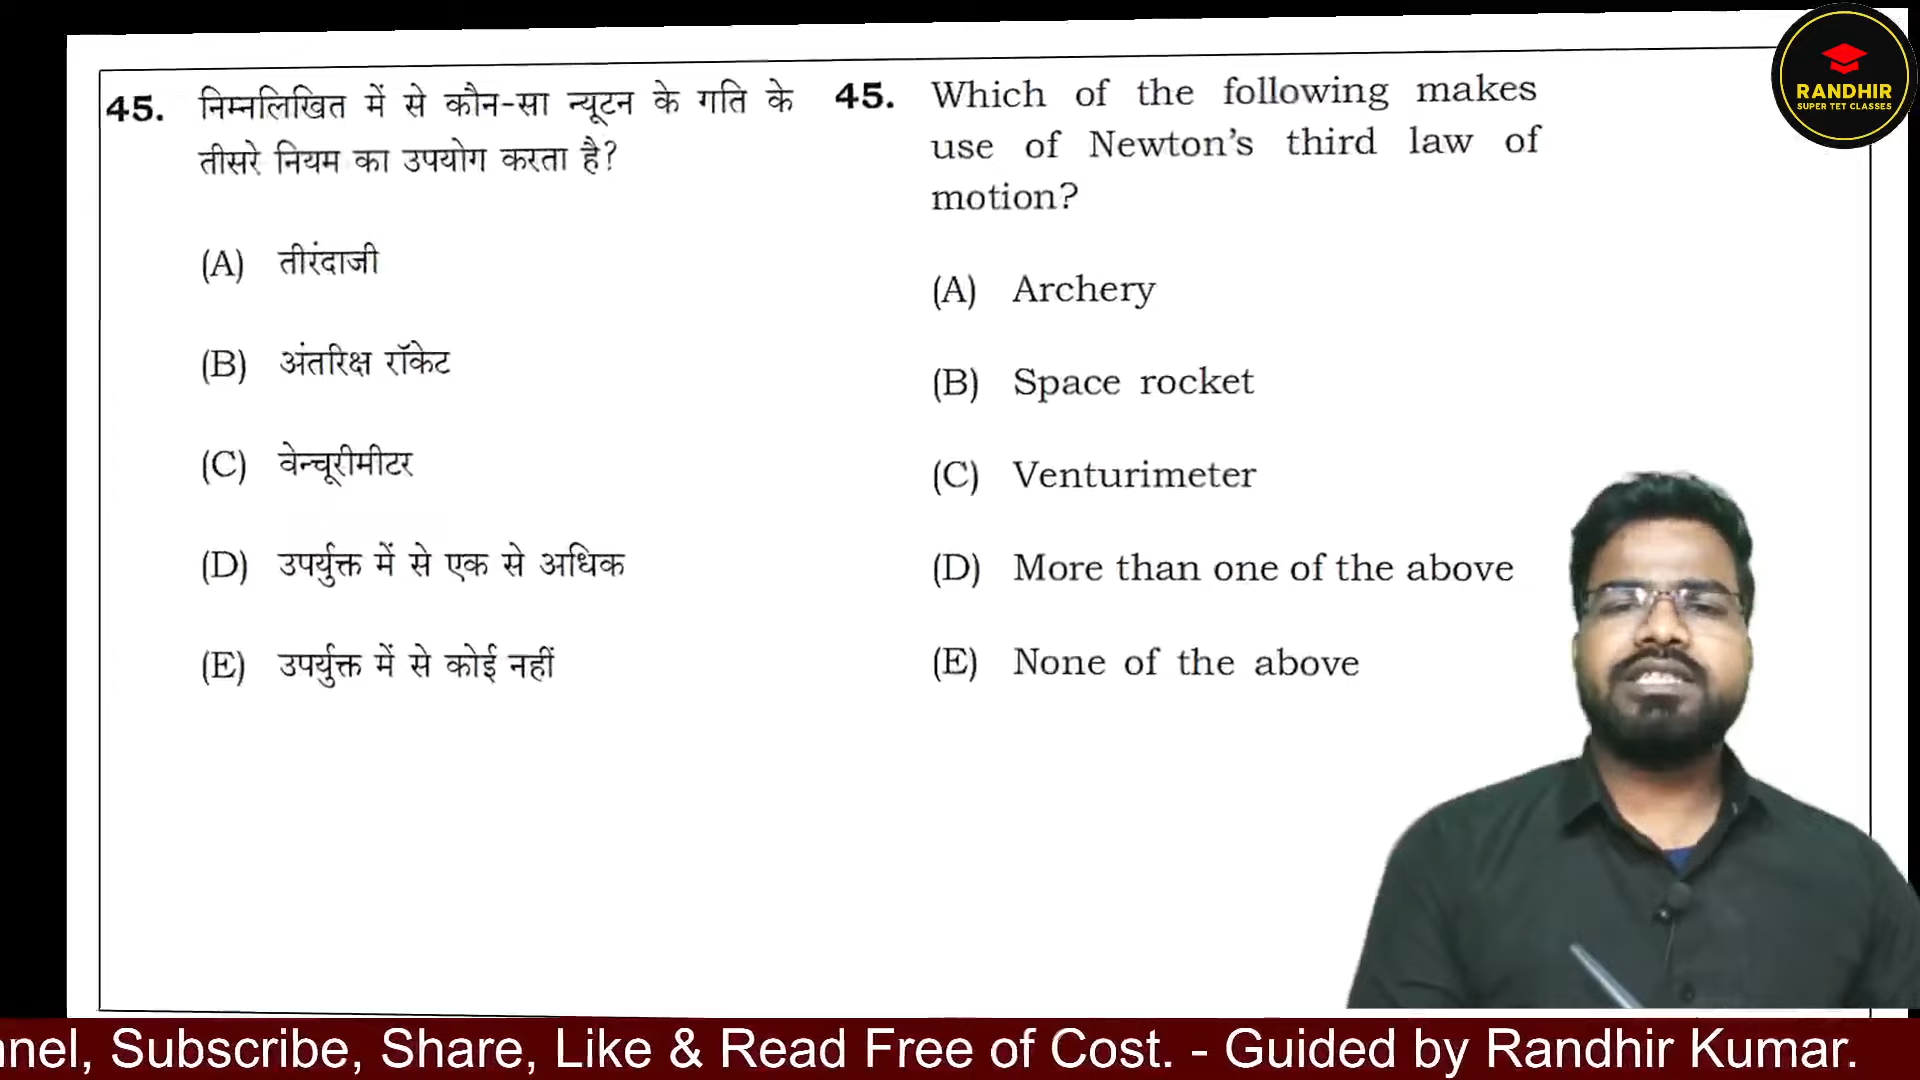 45. निम्नलिखित में से कौन-सा न्यूटन के गति के
तीसरे नियम का उपयोग करता है?
(A) तीरंदाजी
(B) अंतरिक्ष रॉकेट
(C) वेन्चूरीमीटर
(D) उपर्युक्त में से एक से अधिक
(E) उपर्युक्त में से कोई नहीं
45. Which of the following makes
use of Newton's third law of
motion?
(A) Archery
(B) Space rocket
(C) Venturimeter
(D) More than one of the above
(E) None of the above
RANDHIR
SUPER TET CLASSES
nnel, Subscribe, Share, Like & Read Free of Cost. - Guided by Randhir Kumar.